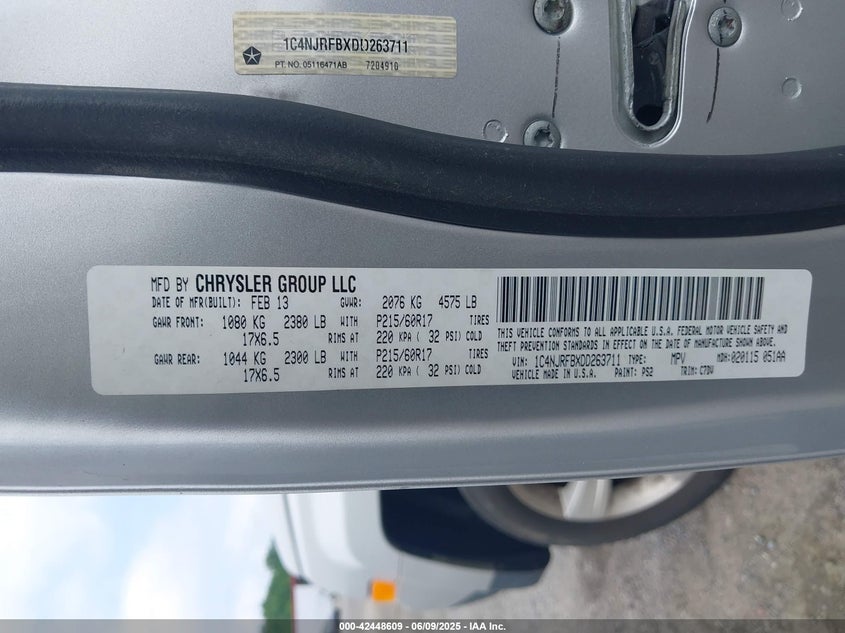 1C4NJRFBXDD263711
PT. NO. 05116471AB 7204910
MFD BY CHRYSLER GROUP LLC
DATE OF MFR(BUILT): FEB 13 GVWR: 2076 KG 4575 LB
GAWR FRONT: 1080 KG 2380 LB WITH P215/60R17 TIRES
17X6.5 RIMS AT 220 KPA ( 32 PSI) COLD
GAWR REAR: 1044 KG 2300 LB WITH P215/60R17 TIRES
17X6.5 RIMS AT 220 KPA ( 32 PSI) COLD
THIS VEHICLE CONFORMS TO ALL APPLICABLE U.S.A. FEDERAL MOTOR VEHICLE SAFETY AND
THEFT PREVENTION STANDARDS IN EFFECT ON THE DATE OF MANUFACTURE SHOWN ABOVE.
VIN: 1C4NJRFBXDD263711 TYPE: MPV MDH: 020115 051AA
VEHICLE MADE IN U.S.A. PAINT: PS2 TRIM: C7DV
000-42448609 - 06/09/2025 - IAA Inc.